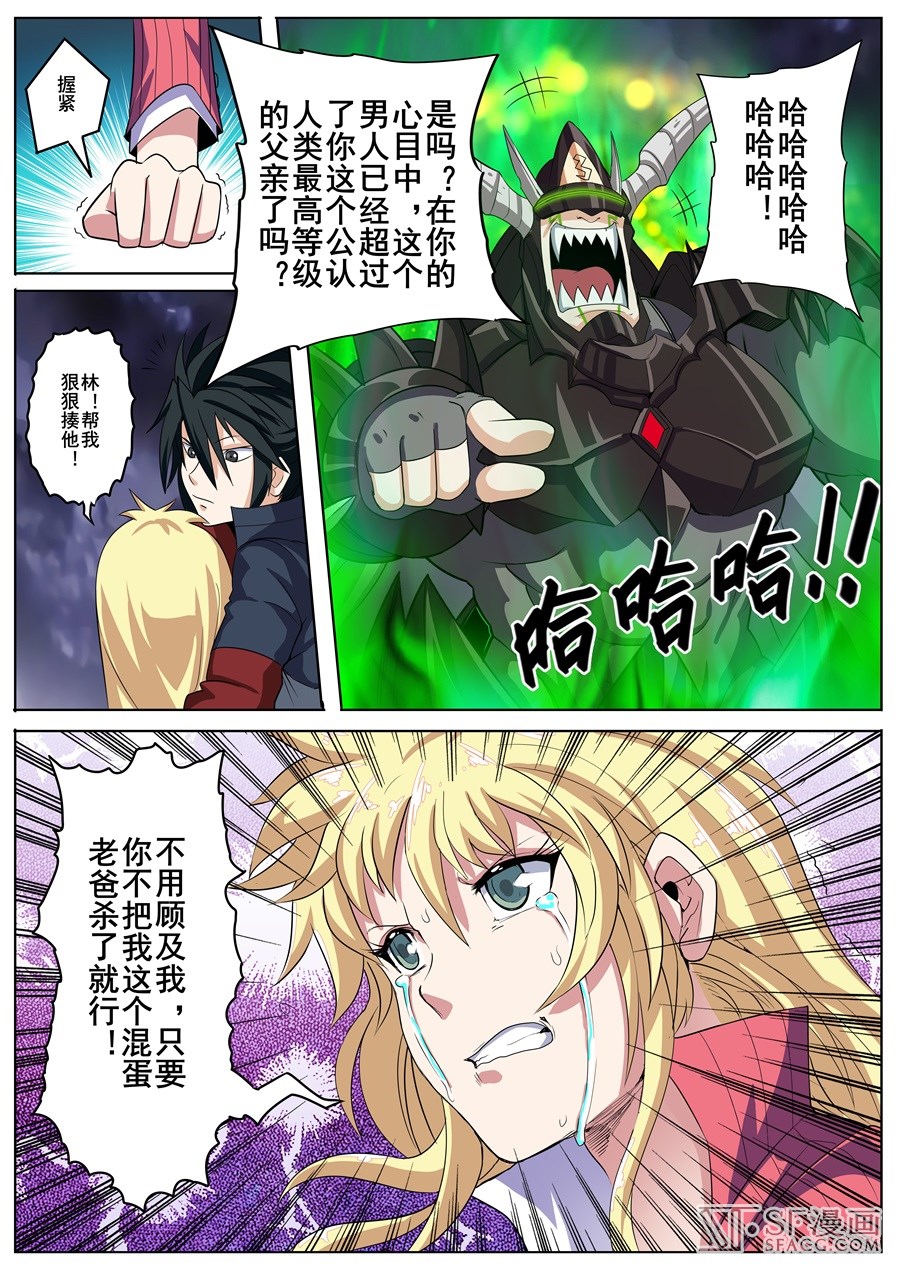 握紧
哈哈哈哈哈
哈哈哈！
是吗？在你的
心目中，这个
男人已经超过
了你这个公认
人类最高等级
的父亲了吗？
哈哈哈!!
林！帮我
狠狠揍他！
不用顾及我，只要
你不把我这个混蛋
老爸杀了就行！
SF漫画
SFACG.COM